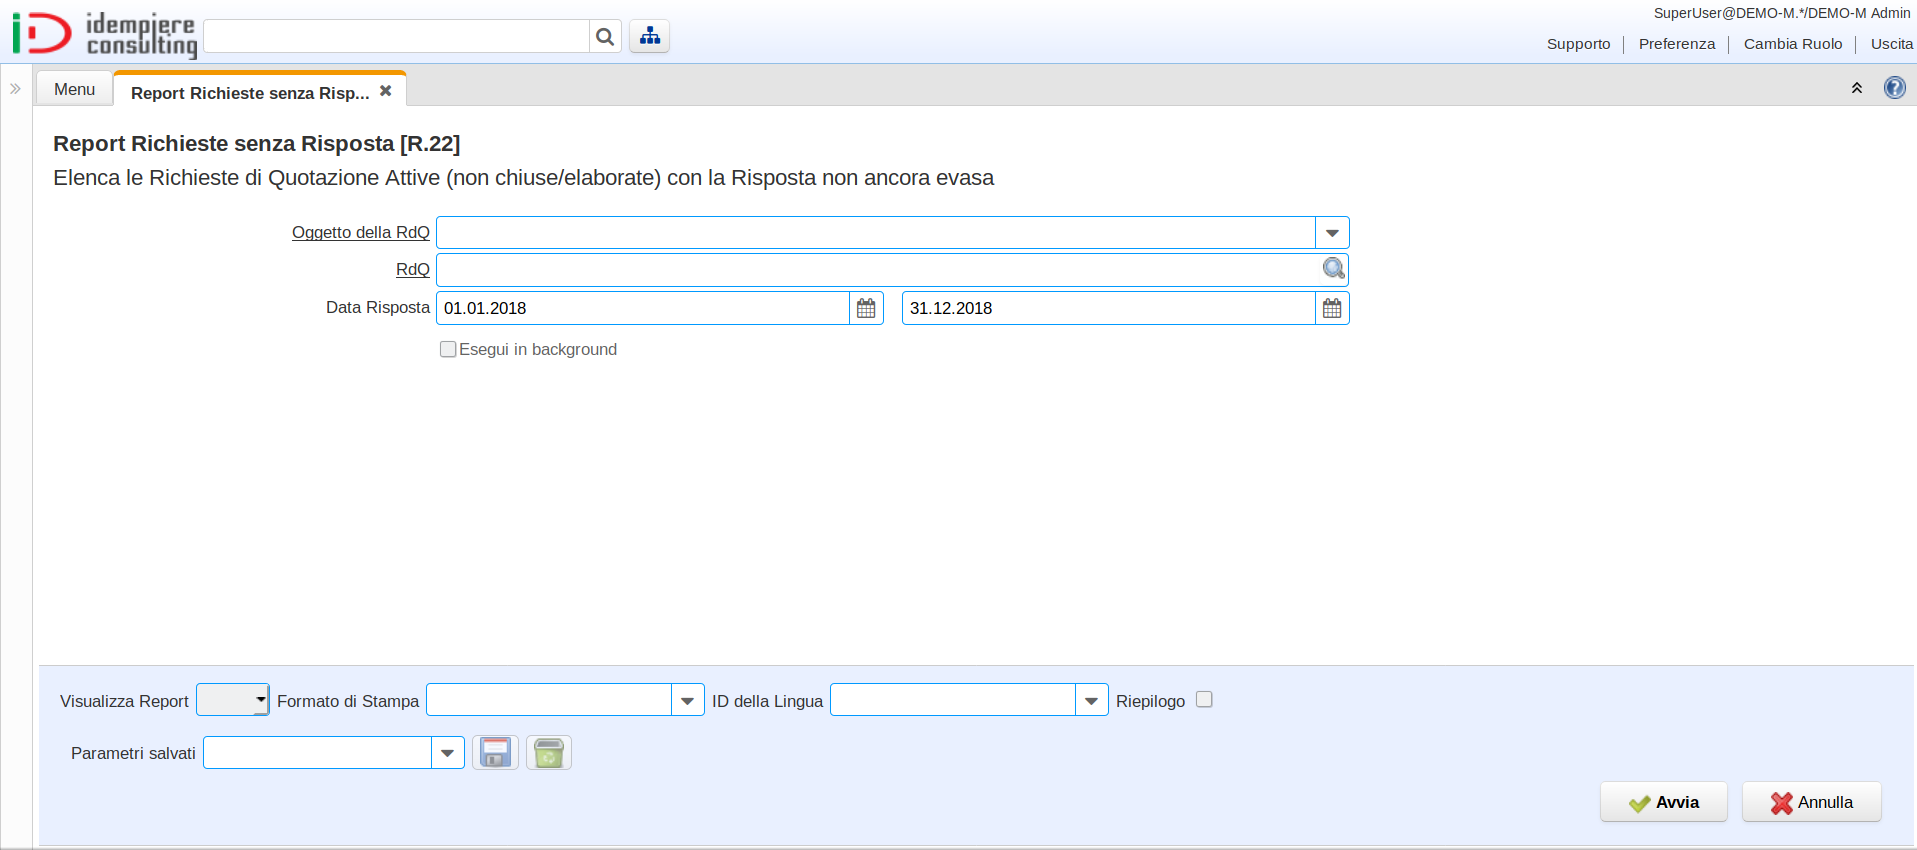 idempiere
consulting
SuperUser@DEMO-M.*/DEMO-M Admin
Supporto
Preferenza
Cambia Ruolo
Uscita
Menu
Report Richieste senza Risp...
Report Richieste senza Risposta [R.22]
Elenca le Richieste di Quotazione Attive (non chiuse/elaborate) con la Risposta non ancora evasa
Oggetto della RdQ
RdQ
Data Risposta 01.01.2018 31.12.2018
Esegui in background
Visualizza Report Formato di Stampa ID della Lingua Riepilogo
Parametri salvati
Avvia Annulla